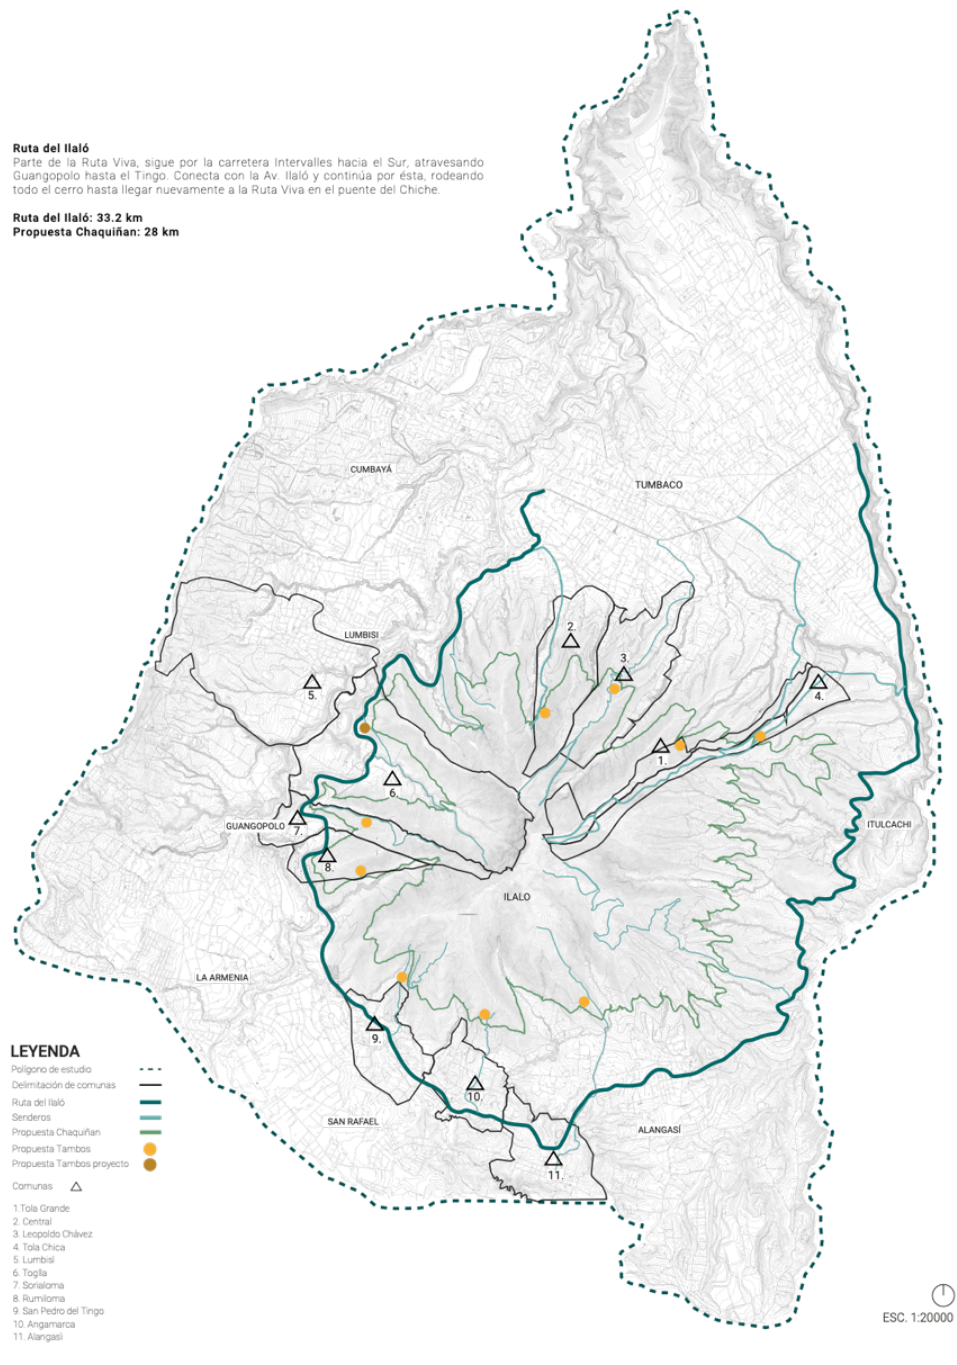 Ruta del Ilaló
Parte de la Ruta Viva, sigue por la carretera Intervalles hacia el Sur, atravesando
Guangopolo hasta el Tingo. Conecta con la Av. Ilaló y continúa por ésta, rodeando
todo el cerro hasta llegar nuevamente a la Ruta Viva en el puente del Chiche.
Ruta del Ilaló: 33.2 km
Propuesta Chaquiñan: 28 km
CUMBAYÁ
TUMBACO
LUMBISI
2.
3.
5.
4.
1.
6.
GUANGOPOLO
7.
ITULCACHI
8.
ILALO
LA ARMENIA
9.
10.
SAN RAFAEL
ALANGASÍ
11.
LEYENDA
Polígono de estudio
Delimitación de comunas
Ruta del Ilaló
Senderos
Propuesta Chaquiñan
Propuesta Tambos
Propuesta Tambos proyecto
Comunas
1.Tola Grande
2. Central
3. Leopoldo Chávez
4. Tola Chica
5. Lumbisí
6. Toglla
7. Sorialoma
8. Rumiloma
9. San Pedro del Tingo
10. Angamarca
11. Alangasí
ESC. 1:20000